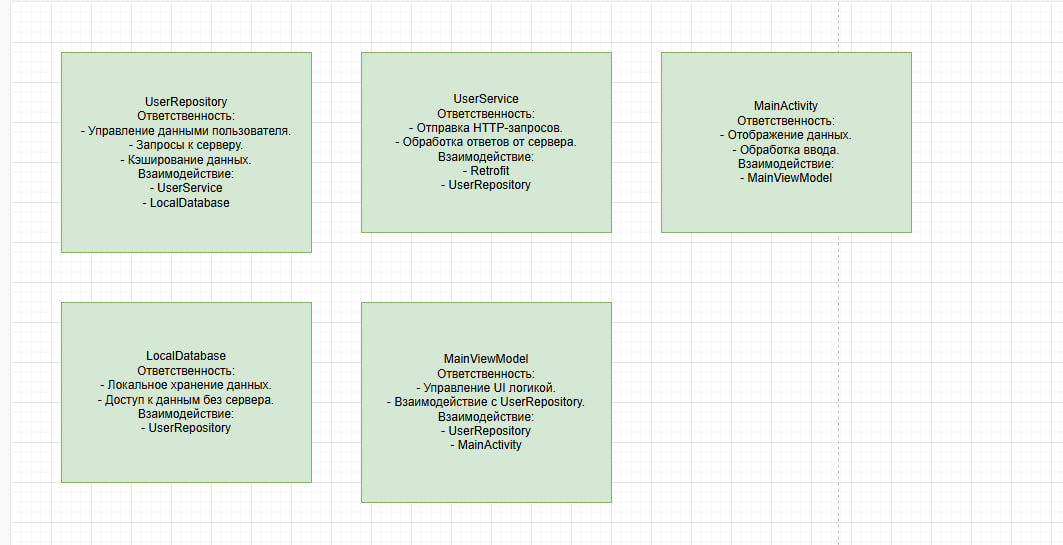 UserRepository
Ответственность:
- Управление данными пользователя.
- Запросы к серверу.
- Кэширование данных.
Взаимодействие:
- UserService
- LocalDatabase
UserService
Ответственность:
- Отправка HTTP-запросов.
- Обработка ответов от сервера.
Взаимодействие:
- Retrofit
- UserRepository
MainActivity
Ответственность:
- Отображение данных.
- Обработка ввода.
Взаимодействие:
- MainViewModel
LocalDatabase
Ответственность:
- Локальное хранение данных.
- Доступ к данным без сервера.
Взаимодействие:
- UserRepository
MainViewModel
Ответственность:
- Управление UI логикой.
- Взаимодействие с UserRepository.
Взаимодействие:
- UserRepository
- MainActivity